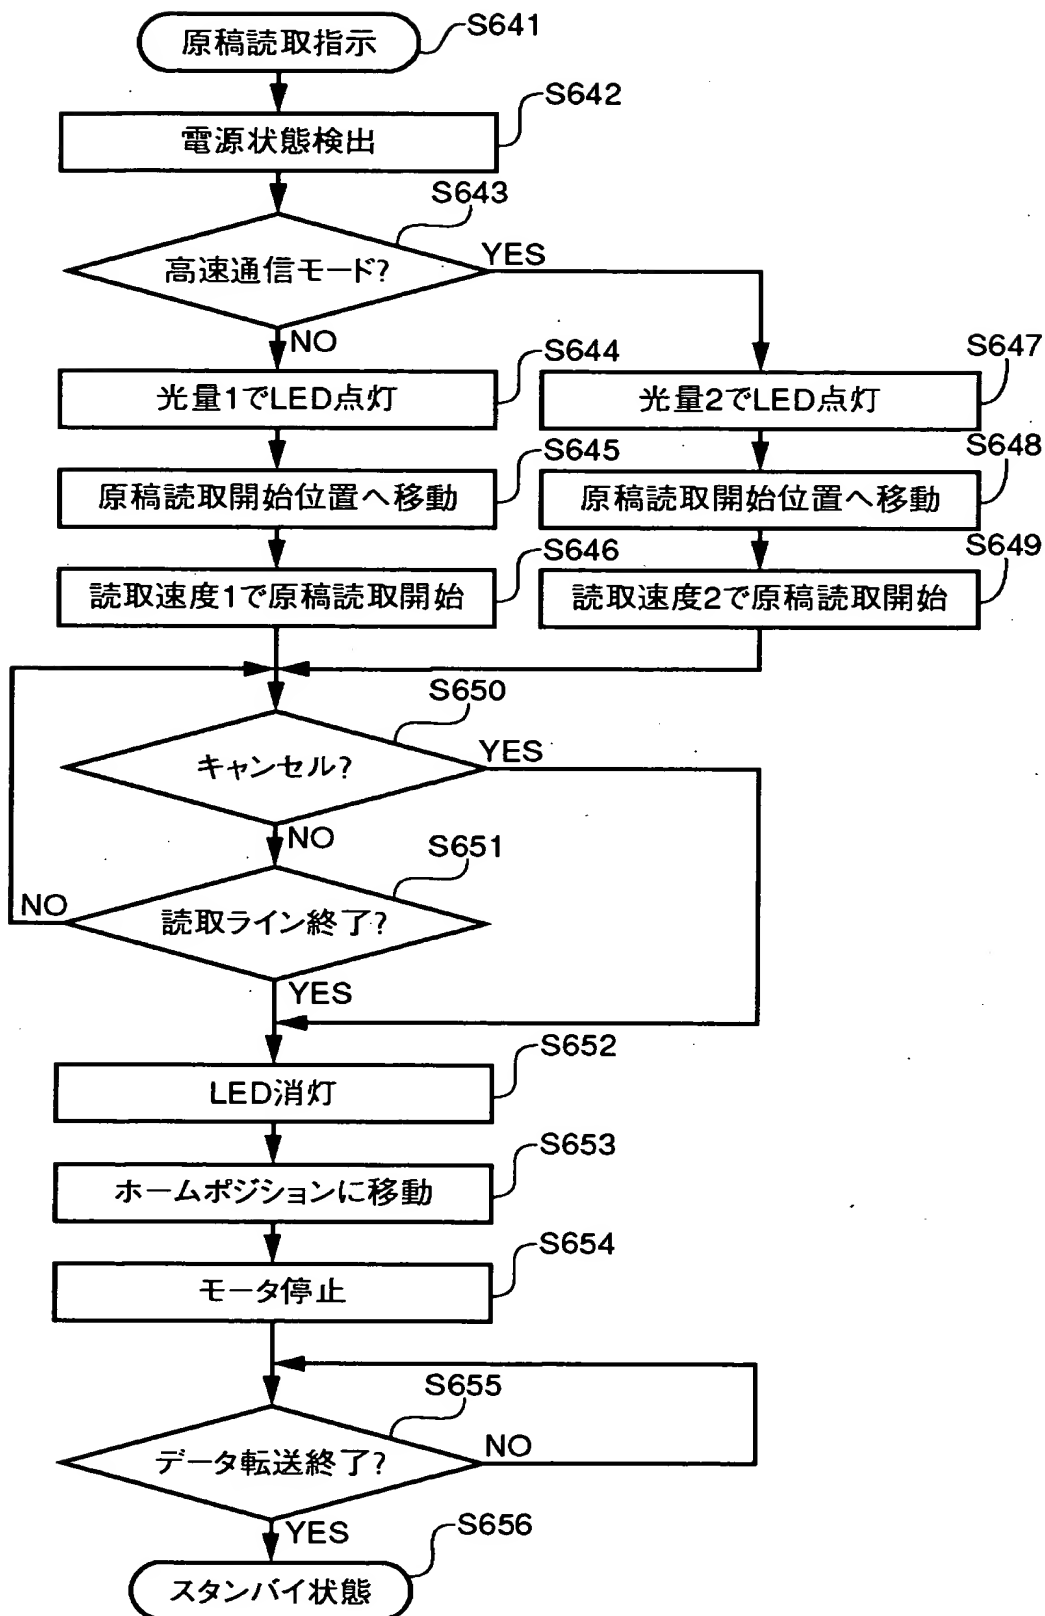 原稿読取指示
S641
S642
電源状態検出
S643
高速通信モード?
YES
NO
S644
光量1でLED点灯
S647
光量2でLED点灯
S645
原稿読取開始位置へ移動
S648
原稿読取開始位置へ移動
S646
読取速度1で原稿読取開始
S649
読取速度2で原稿読取開始
S650
キャンセル?
YES
NO
S651
読取ライン終了?
NO
YES
S652
LED消灯
S653
ホームポジションに移動
S654
モータ停止
S655
データ転送終了?
NO
YES
S656
スタンバイ状態